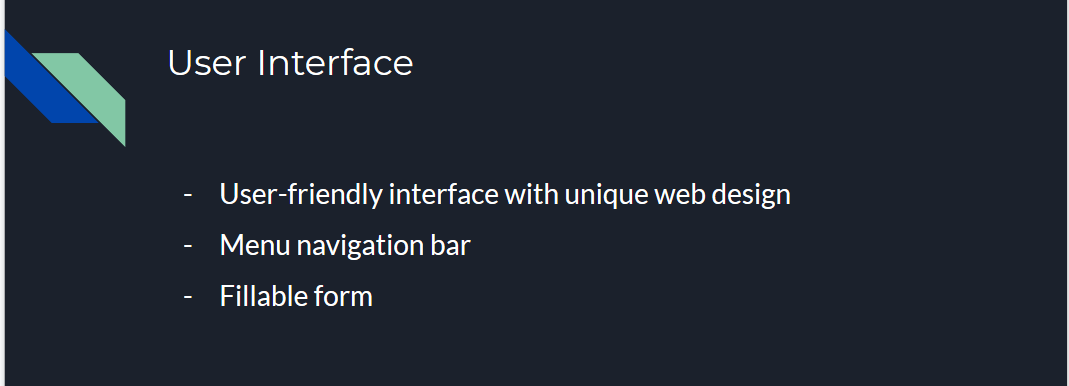 User Interface
- User-friendly interface with unique web design
- Menu navigation bar
- Fillable form